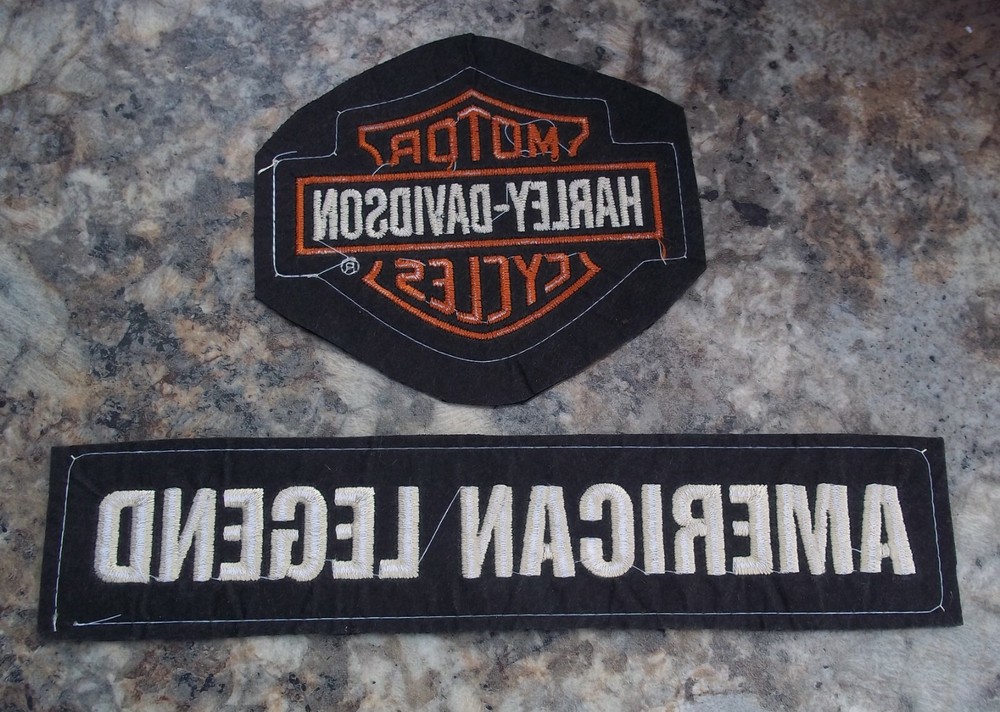 MOTOR
HARLEY-DAVIDSON
®
CYCLES
AMERICAN LEGEND